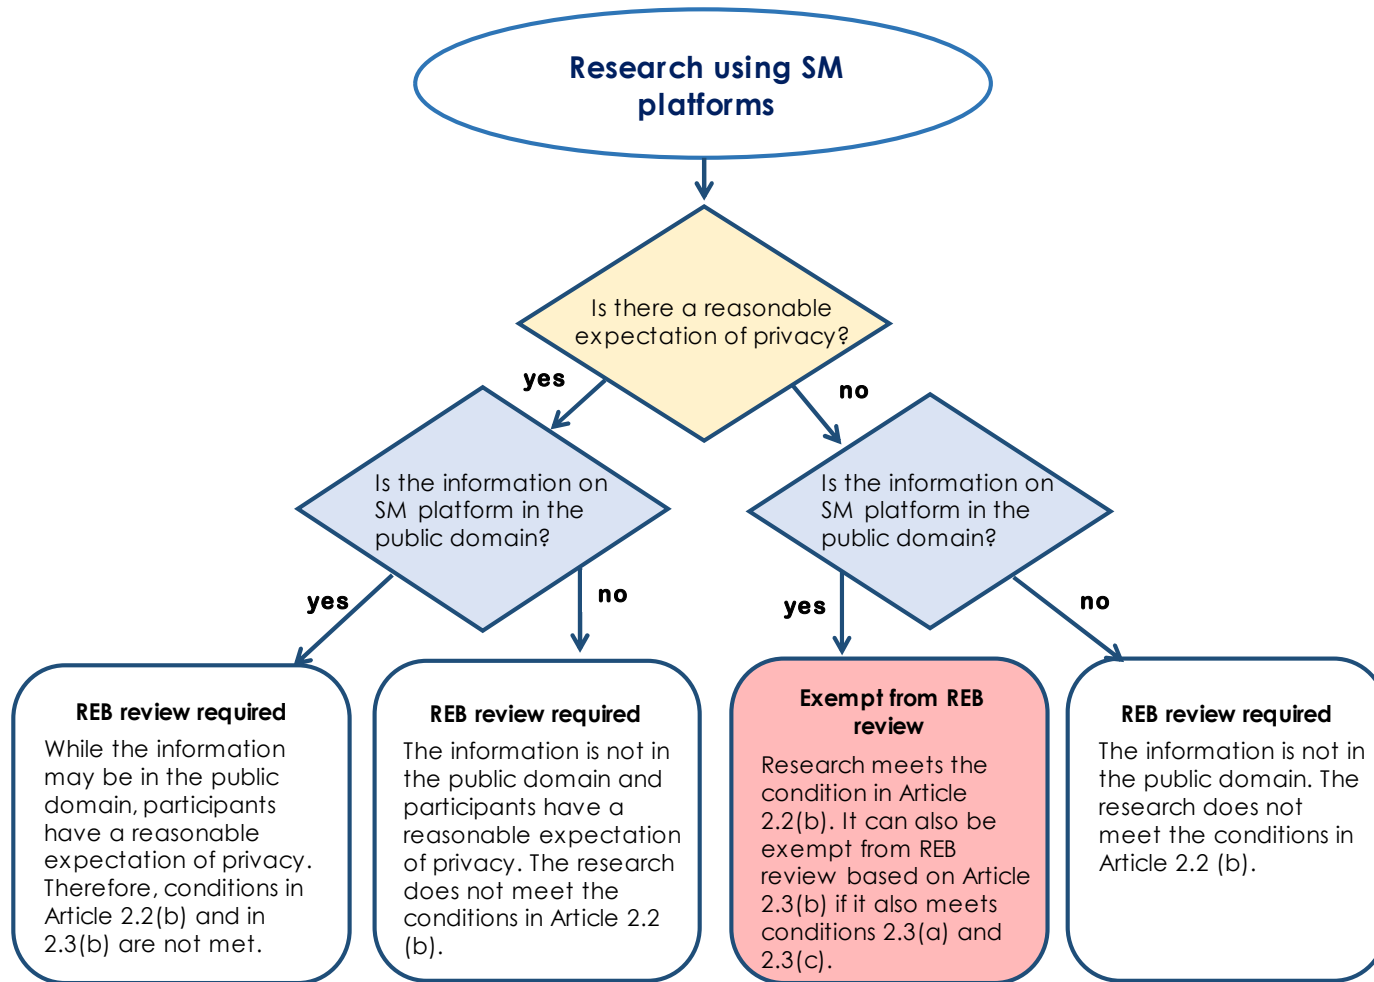 Research using SM
platforms
Is there a reasonable
expectation of privacy?
yes
no
Is the information on
SM platform in the
public domain?
Is the information on
SM platform in the
public domain?
yes
no
yes
no
REB review required
While the information
may be in the public
domain, participants
have a reasonable
expectation of privacy.
Therefore, conditions in
Article 2.2(b) and in
2.3(b) are not met.
REB review required
The information is not in
the public domain and
participants have a
reasonable expectation
of privacy. The research
does not meet the
conditions in Article 2.2
(b).
Exempt from REB
review
Research meets the
condition in Article
2.2(b). It can also be
exempt from REB
review based on Article
2.3(b) if it also meets
conditions 2.3(a) and
2.3(c).
REB review required
The information is not in
the public domain. The
research does not
meet the conditions in
Article 2.2 (b).